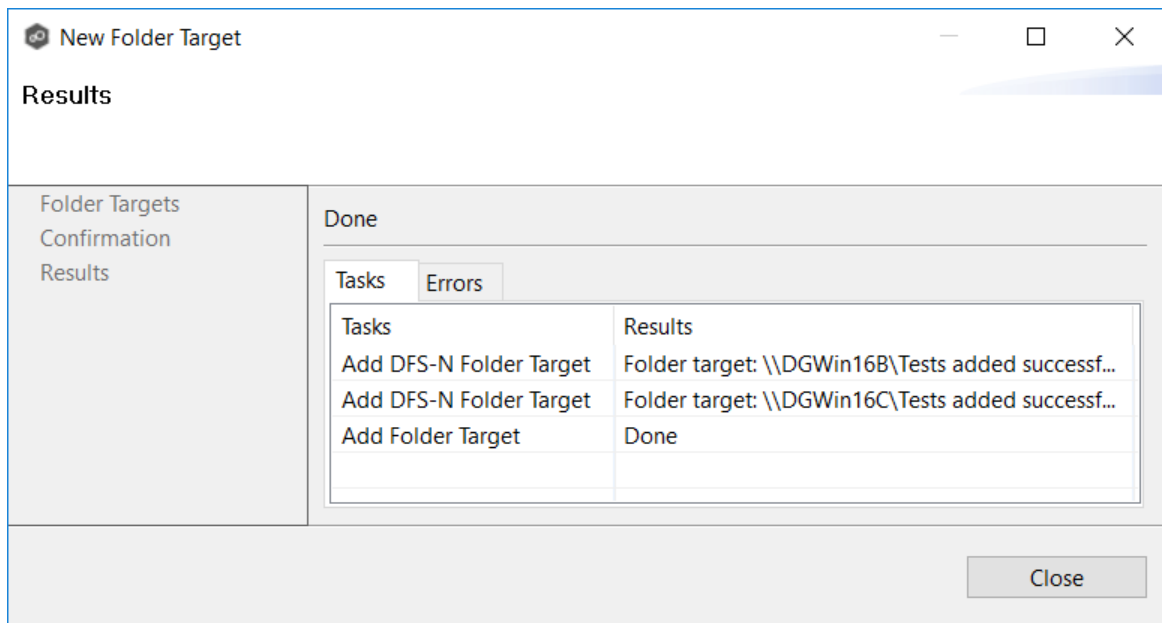 New Folder Target
Results
Folder Targets
Confirmation
Results
Done
Tasks Errors
Tasks Results
Add DFS-N Folder Target Folder target: \\DGWin16B\Tests added successf...
Add DFS-N Folder Target Folder target: \\DGWin16C\Tests added successf...
Add Folder Target Done
Close